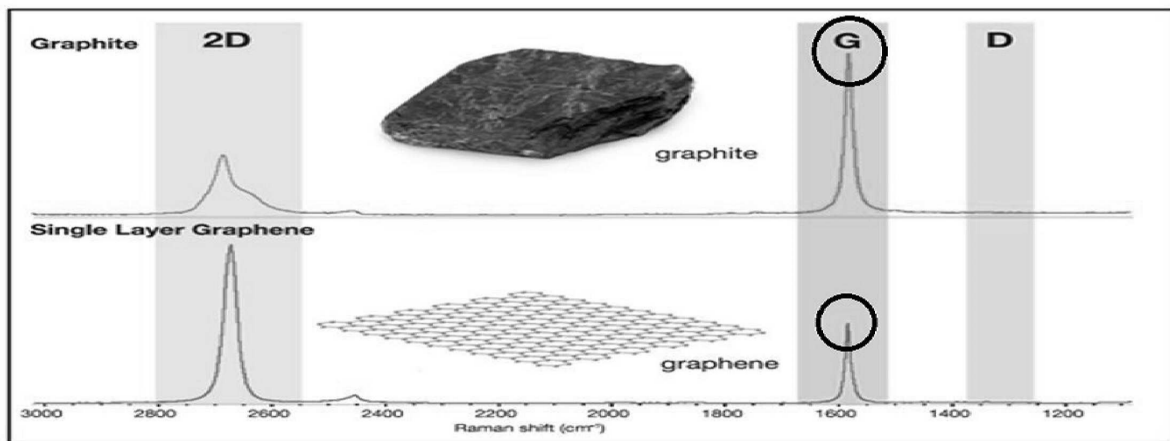 Graphite 2D G D
graphite
Single Layer Graphene
graphene
3000 2800 2600 2400 2200 2000 1800 1600 1400 1200
Raman shift (cm⁻¹)